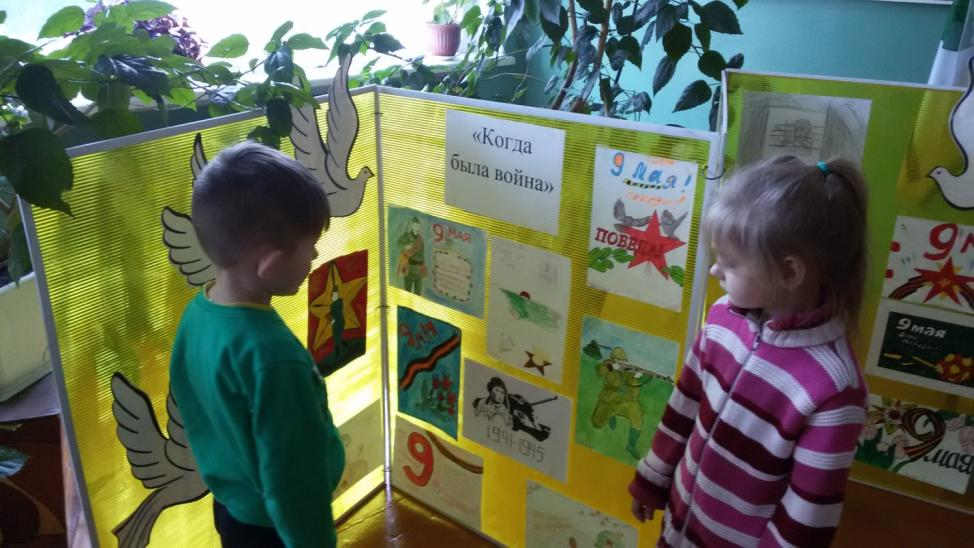 «Когда
была война»
9 мая!
ПОБЕДА
9 МАЯ
9 МАЯ
1941-1945
9
9
9 мая
мая